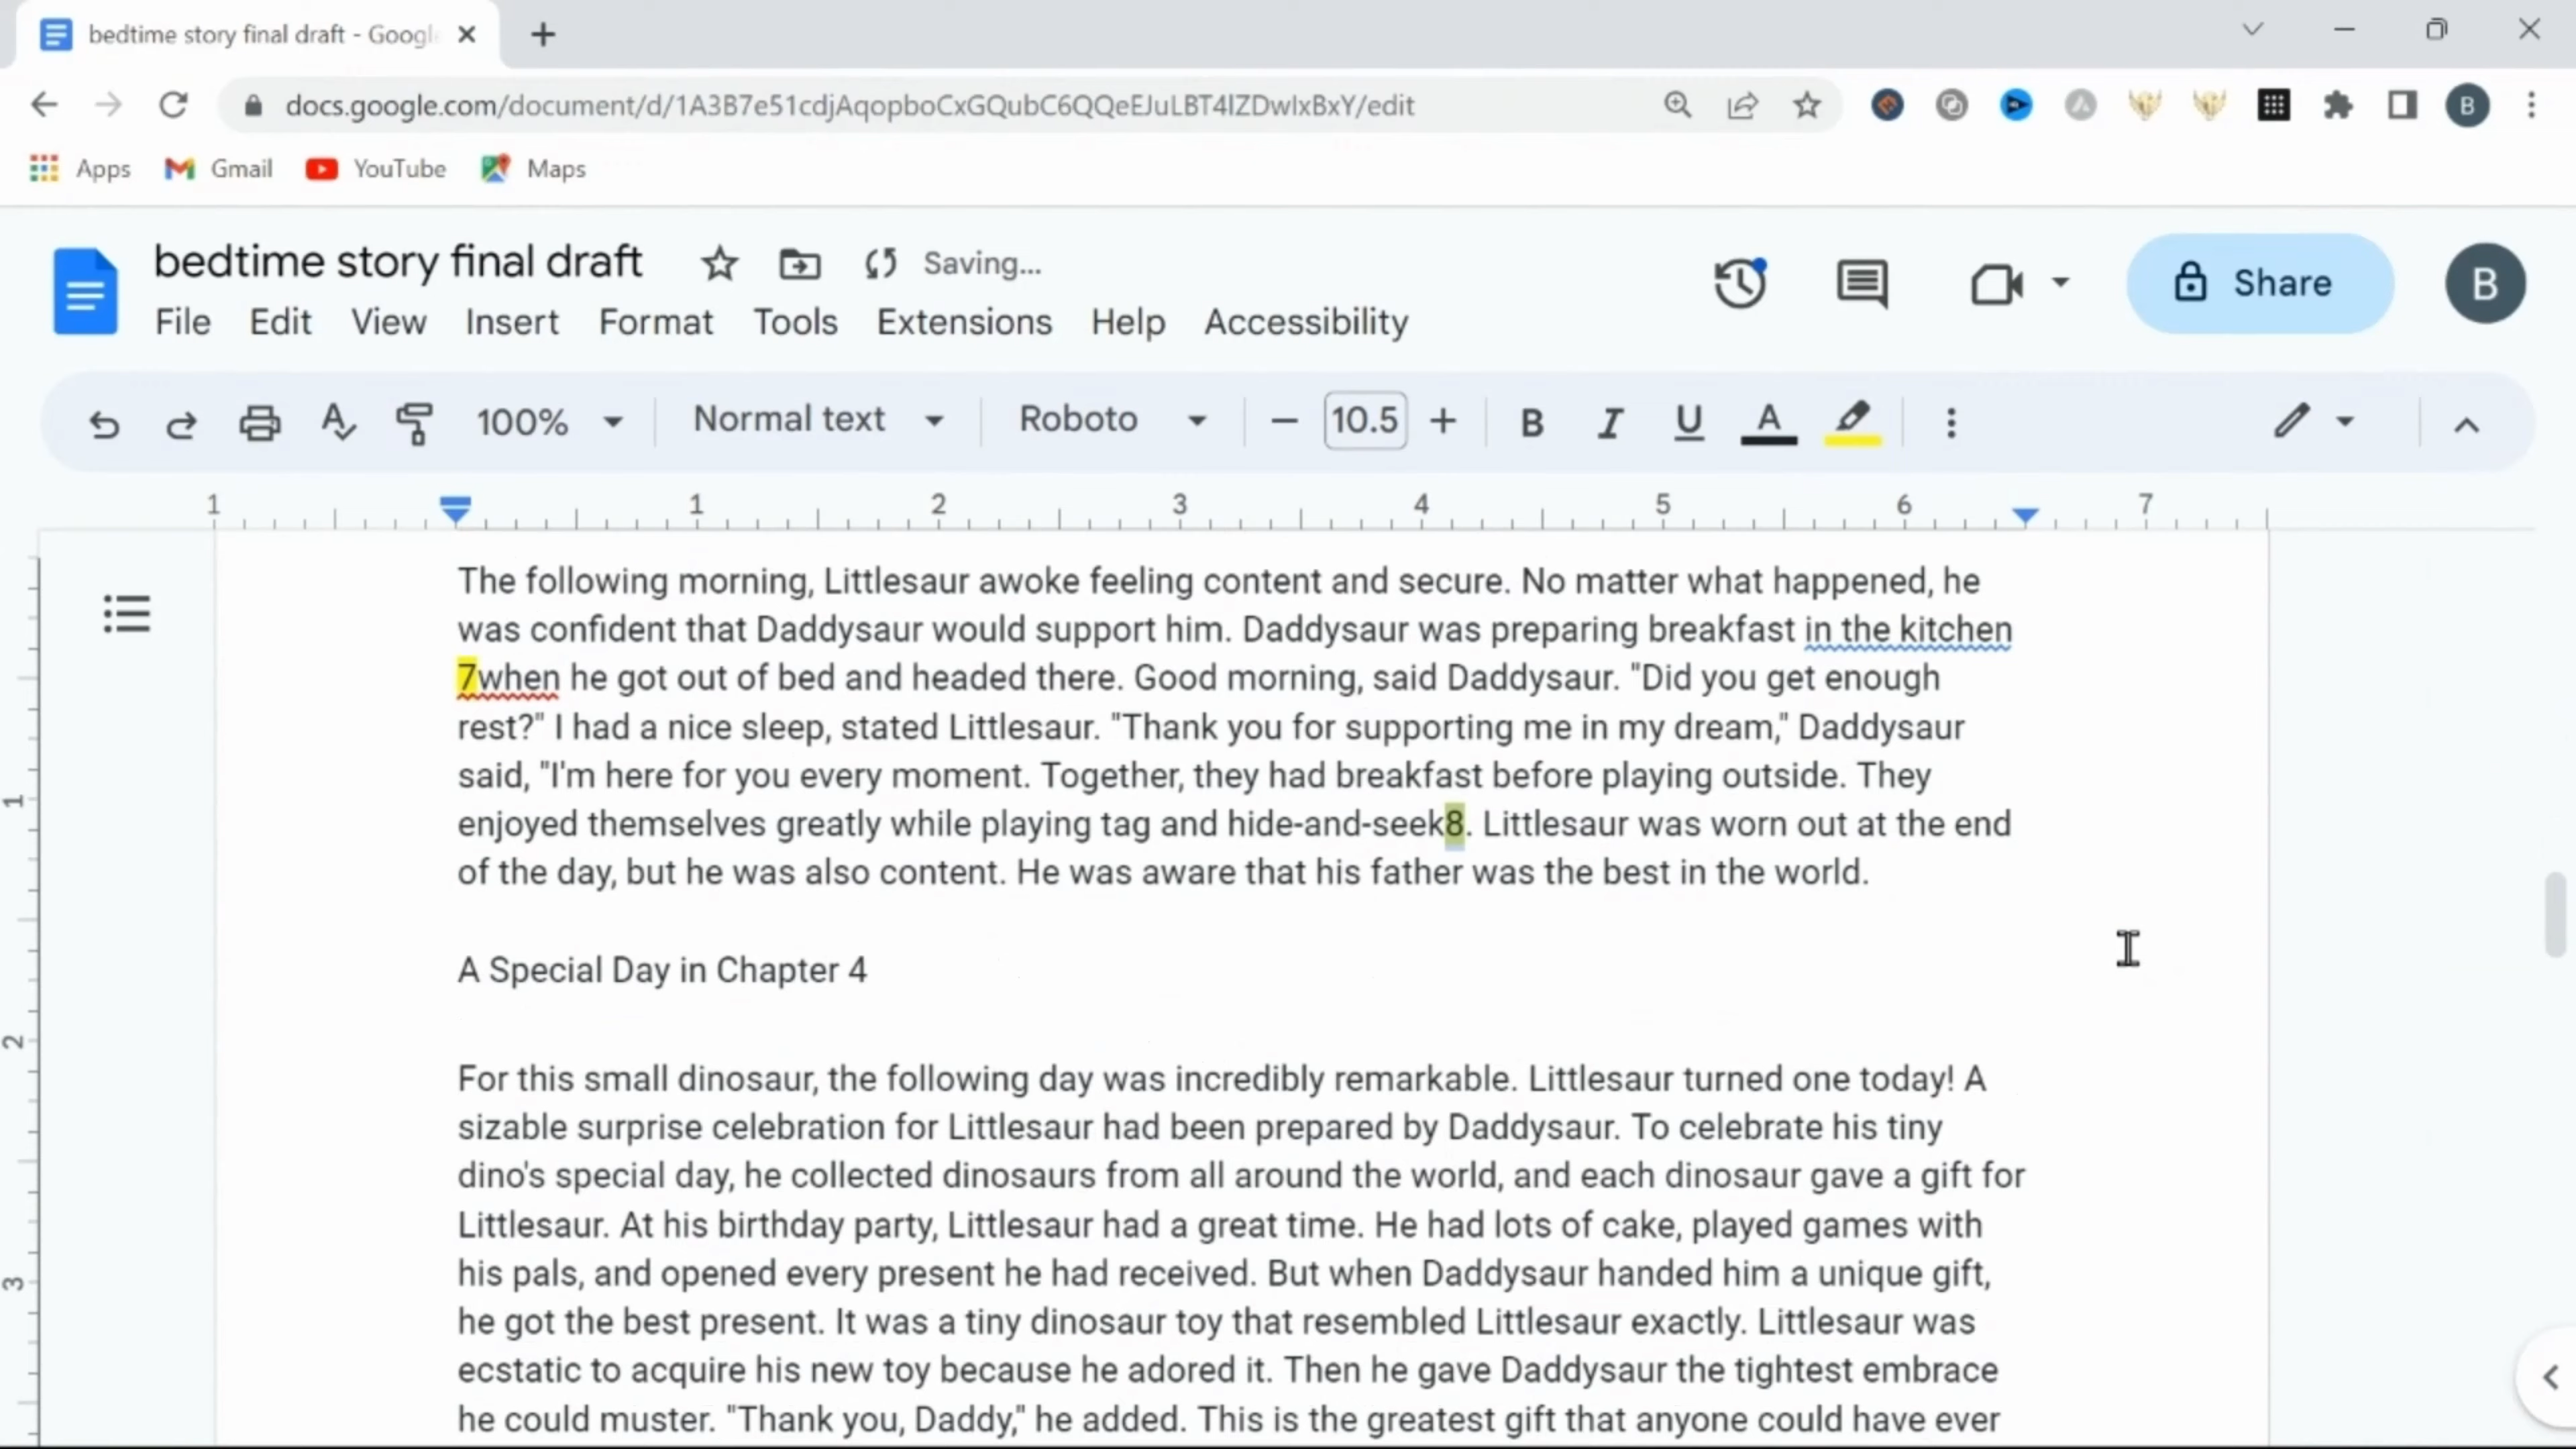 bedtime story final draft - Googl
docs.google.com/document/d/1A3B7e51cdjAqopboCxGQubC6QQeEJuLBT4IZDwIxBxY/edit
B
Apps Gmail YouTube Maps
bedtime story final draft Saving...
File Edit View Insert Format Tools Extensions Help Accessibility
Share
B
100% Normal text Roboto 10.5 B I U A
1 1 2 3 4 5 6 7
The following morning, Littlesaur awoke feeling content and secure. No matter what happened, he
was confident that Daddysaur would support him. Daddysaur was preparing breakfast in the kitchen
7when he got out of bed and headed there. Good morning, said Daddysaur. "Did you get enough
rest?" I had a nice sleep, stated Littlesaur. "Thank you for supporting me in my dream," Daddysaur
said, "I'm here for you every moment. Together, they had breakfast before playing outside. They
enjoyed themselves greatly while playing tag and hide-and-seek8. Littlesaur was worn out at the end
of the day, but he was also content. He was aware that his father was the best in the world.
A Special Day in Chapter 4
For this small dinosaur, the following day was incredibly remarkable. Littlesaur turned one today! A
sizable surprise celebration for Littlesaur had been prepared by Daddysaur. To celebrate his tiny
dino's special day, he collected dinosaurs from all around the world, and each dinosaur gave a gift for
Littlesaur. At his birthday party, Littlesaur had a great time. He had lots of cake, played games with
his pals, and opened every present he had received. But when Daddysaur handed him a unique gift,
he got the best present. It was a tiny dinosaur toy that resembled Littlesaur exactly. Littlesaur was
ecstatic to acquire his new toy because he adored it. Then he gave Daddysaur the tightest embrace
he could muster. "Thank you, Daddy," he added. This is the greatest gift that anyone could have ever
1
2
3